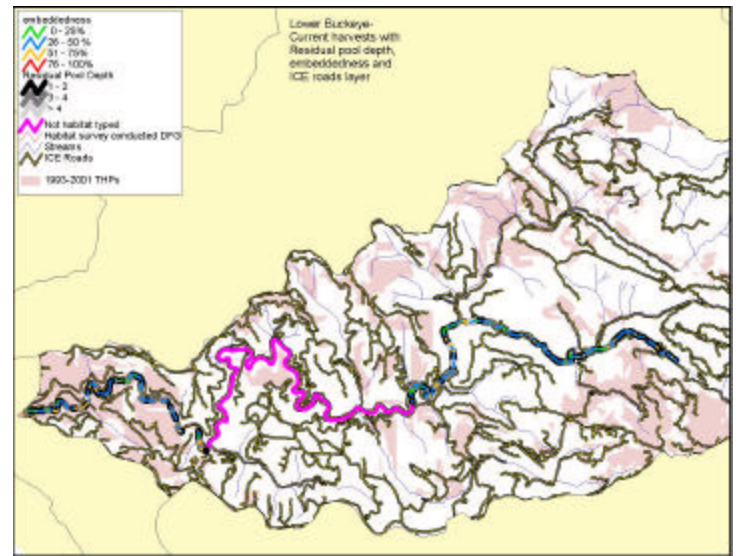 embeddedness
0 - 25%
26 - 50 %
51 - 75%
76 - 100%
Residual Pool Depth
1 - 2
3 - 4
> 4
Not habitat typed
Habitat survey conducted DFG
Streams
ICE Roads
1993-2001 THPs
Lower Buckeye-
Current harvests with
Residual pool depth,
embeddedness and
ICE roads layer